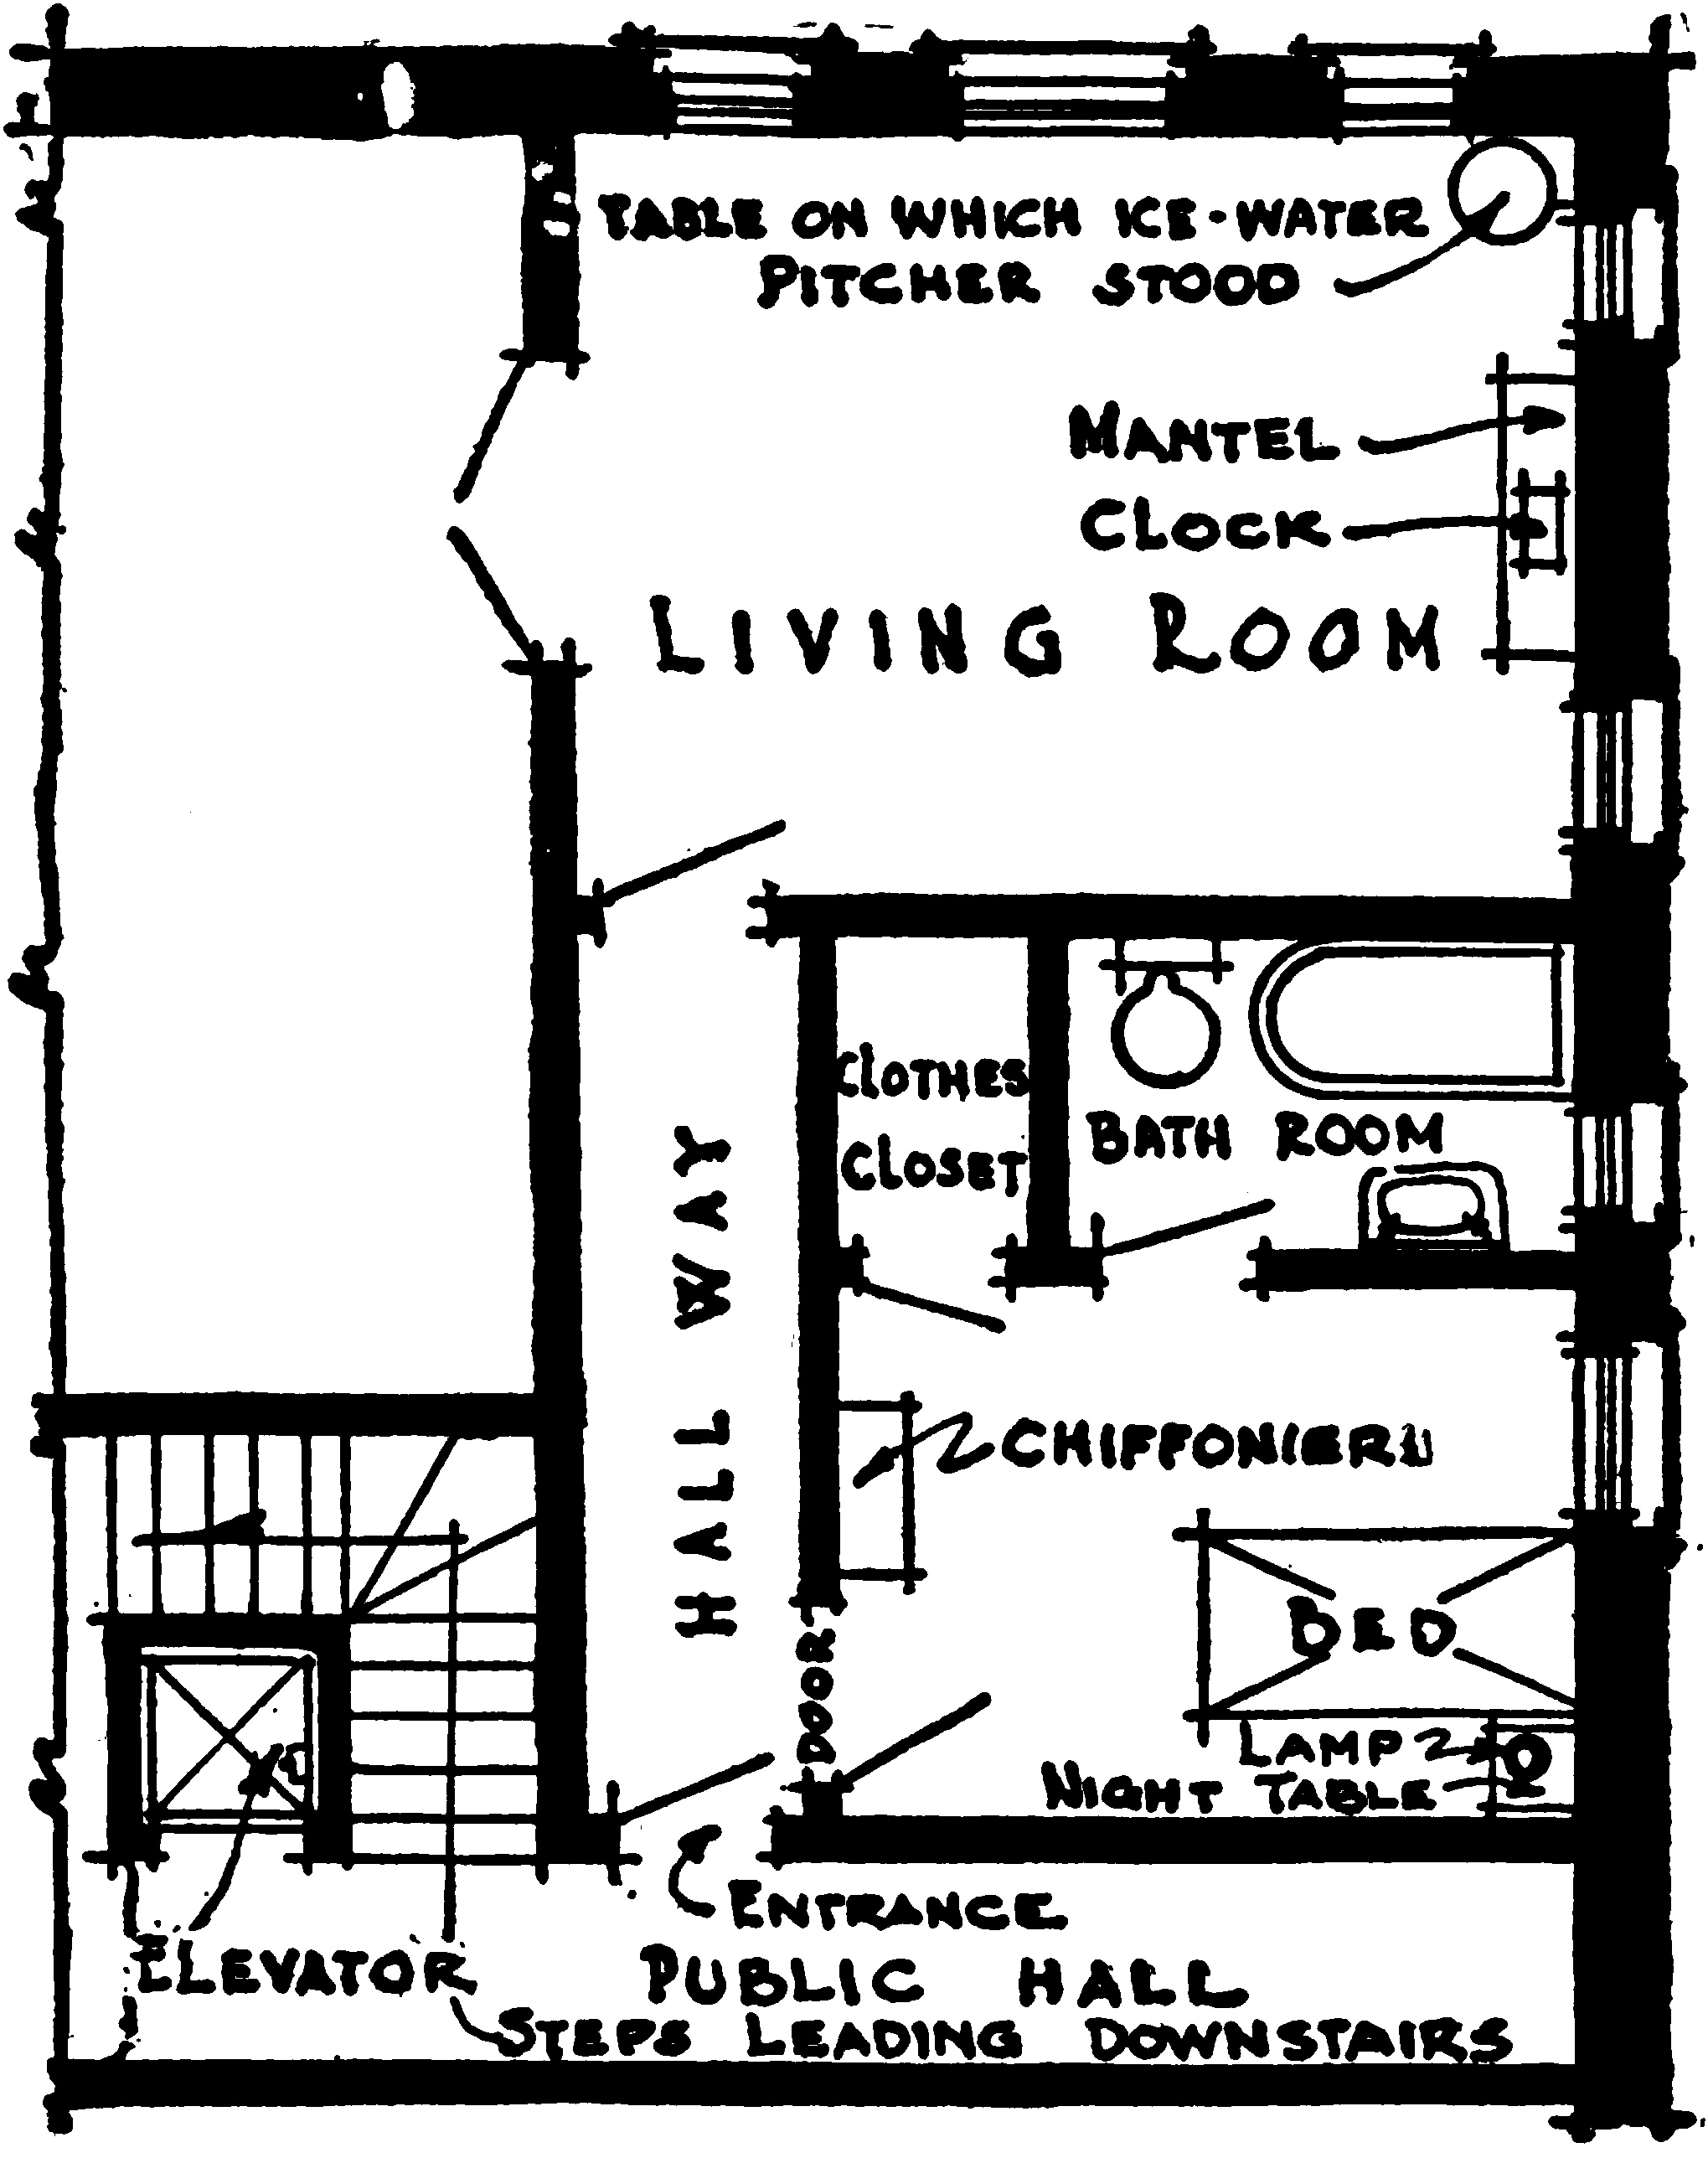 TABLE ON WHICH ICE-WATER
PITCHER STOOD
MANTEL
CLOCK
LIVING ROOM
CLOTHES
CLOSET
BATH ROOM
HALL WAY
CHIFFONIER
DOOR
BED
LAMP
NIGHT TABLE
ENTRANCE
ELEVATOR
PUBLIC HALL
STEPS LEADING DOWNSTAIRS